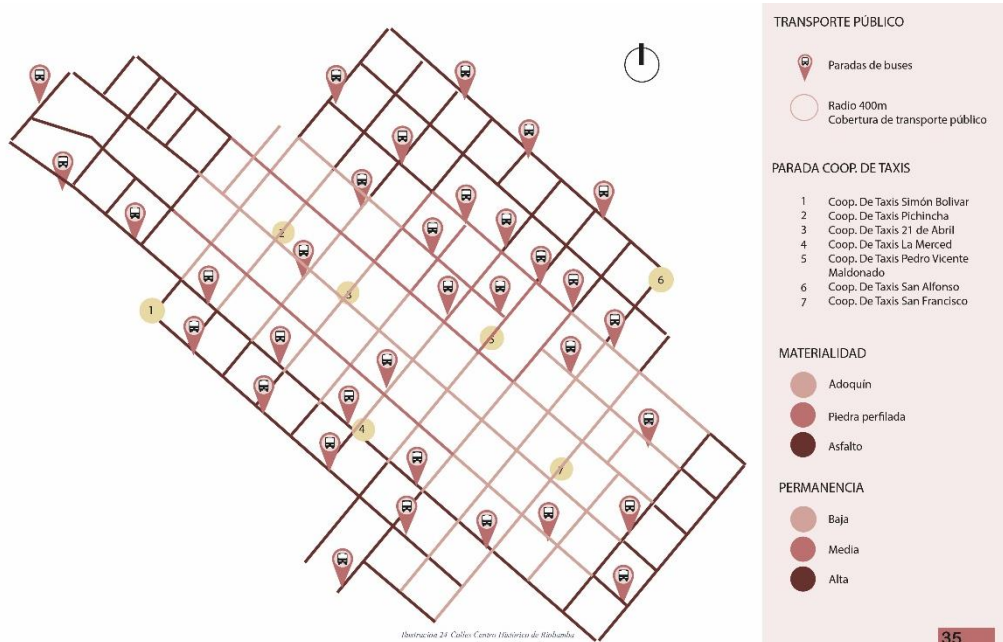 TRANSPORTE PÚBLICO
Paradas de buses
Radio 400m
Cobertura de transporte público
PARADA COOP. DE TAXIS
1 Coop. De Taxis Simón Bolivar
2 Coop. De Taxis Pichincha
3 Coop. De Taxis 21 de Abril
4 Coop. De Taxis La Merced
5 Coop. De Taxis Pedro Vicente
Maldonado
6 Coop. De Taxis San Alfonso
7 Coop. De Taxis San Francisco
MATERIALIDAD
Adoquín
Piedra perfilada
Asfalto
PERMANENCIA
Baja
Media
Alta
2
6
3
1
5
4
7
Ilustracion 24 Calles Centro Histórico de Riobamba
35